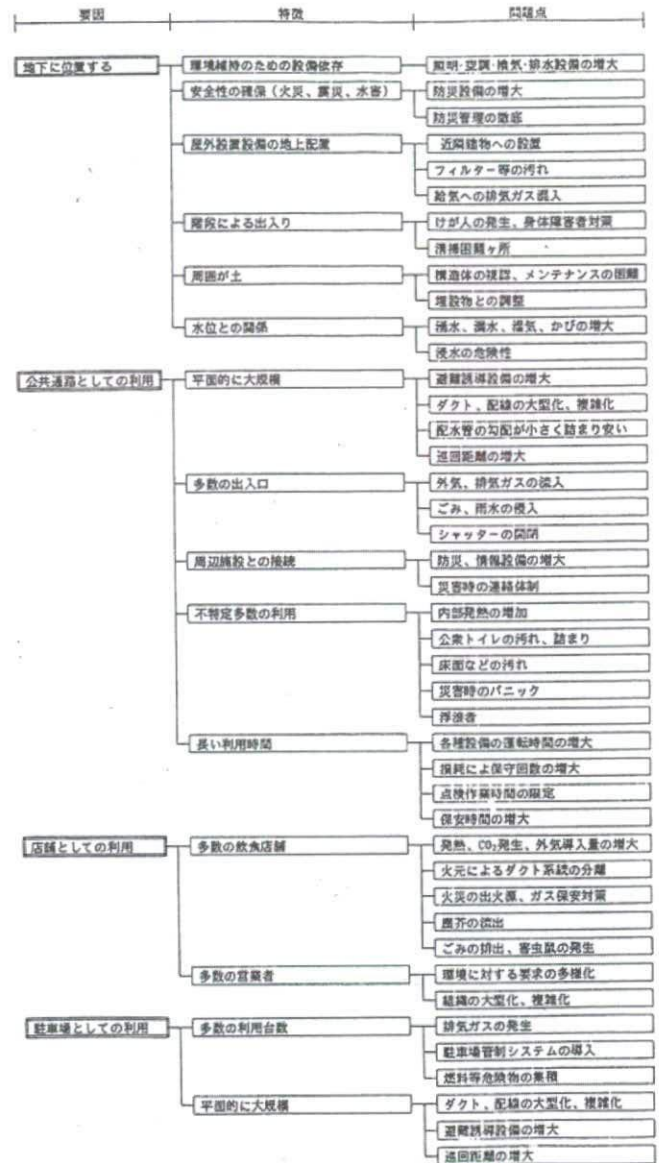 要因 特徴 問題点
地下に位置する 環境維持のための設備依存 照明・空調・換気・排水設備の増大
安全性の確保（火災、震災、水害） 防災設備の増大
防災管理の徹底
屋外設置設備の地上配置 近隣建物への設置
フィルター等の汚れ
給気への排気ガス混入
階段による出入り けが人の発生、身体障害者対策
清掃困難ヶ所
周囲が土 構造体の視認、メンテナンスの困難
埋設物との調整
水位との関係 湧水、漏水、湿気、かびの増大
浸水の危険性
公共通路としての利用 平面的に大規模 避難誘導設備の増大
ダクト、配線の大型化、複雑化
配水管の勾配が小さく詰まり安い
巡回距離の増大
多数の出入口 外気、排気ガスの流入
ごみ、雨水の侵入
シャッターの開閉
周辺施設との接続 防災、情報設備の増大
災害時の連絡体制
不特定多数の利用 内部発熱の増加
公衆トイレの汚れ、詰まり
床面などの汚れ
災害時のパニック
浮浪者
長い利用時間 各種設備の運転時間の増大
損耗によ保守回数の増大
点検作業時間の限定
保安時間の増大
店舗としての利用 多数の飲食店舗 発熱、CO₂発生、外気導入量の増大
火元によるダクト系統の分離
火災の出火源、ガス保安対策
塵芥の流出
ごみの排出、害虫鼠の発生
多数の営業者 環境に対する要求の多様化
組織の大型化、複雑化
駐車場としての利用 多数の利用台数 排気ガスの発生
駐車場管制システムの導入
燃料等危険物の集積
平面的に大規模 ダクト、配線の大型化、複雑化
避難誘導設備の増大
巡回距離の増大